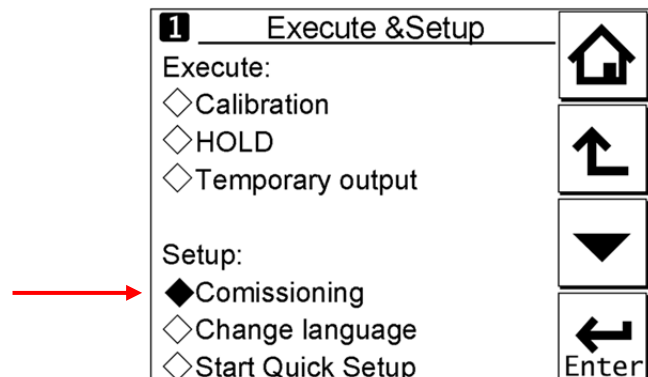 1 Execute &Setup
Execute:
Calibration
HOLD
Temporary output
Setup:
Comissioning
Change language
Start Quick Setup
Enter